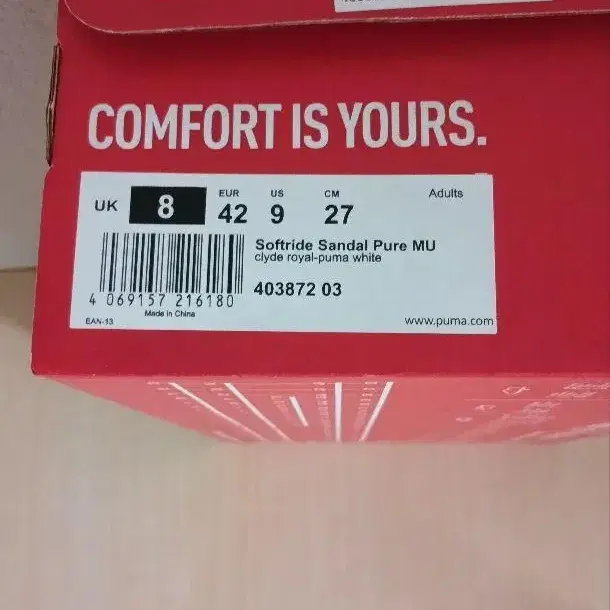 COMFORT IS YOURS.
UK 8 EUR 42 US 9 CM 27 Adults
Softride Sandal Pure MU
clyde royal-puma white
4 069157 216180
403872 03
Made in China
EAN-13
www.puma.com